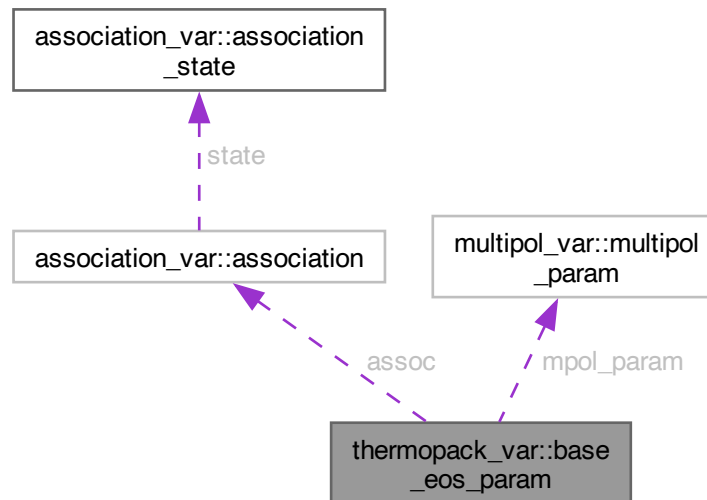 association_var::association
_state
state
association_var::association
multipol_var::multipol
_param
assoc
mpol_param
thermopack_var::base
_eos_param